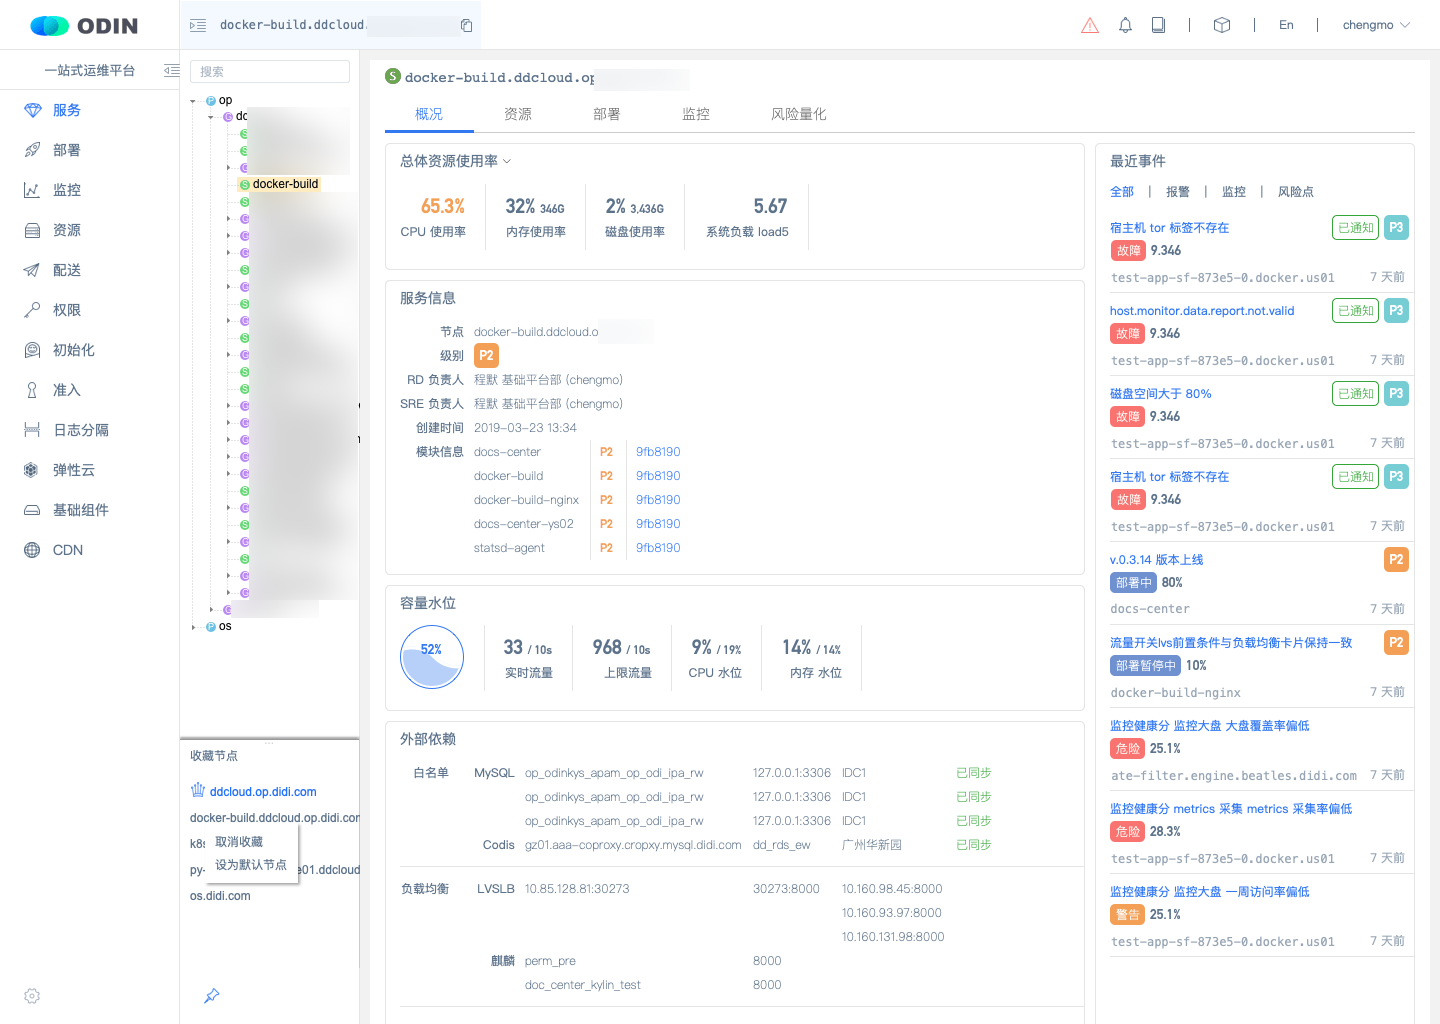 ODIN
docker-build.ddcloud.
En
chengmo
一站式运维平台
服务
部署
监控
资源
配送
权限
初始化
准入
日志分隔
弹性云
基础组件
CDN
搜索
P op
G dc
S
S
G
S docker-build
S
G
G
G
S
G
S
G
S
G
S
S
G
G
G
G
G
S
G
S
G
S
G
G
G
P os
收藏节点
ddcloud.op.didi.com
docker-build.ddcloud.op.didi.com
k8s
取消收藏
py-
e01.ddcloud
设为默认节点
os.didi.com
S docker-build.ddcloud.op
概况 资源 部署 监控 风险量化
总体资源使用率
65.3% 32% 346G 2% 3,436G 5.67
CPU 使用率 内存使用率 磁盘使用率 系统负载 load5
服务信息
节点 docker-build.ddcloud.o
级别 P2
RD 负责人 程默 基础平台部 (chengmo)
SRE 负责人 程默 基础平台部 (chengmo)
创建时间 2019-03-23 13:34
模块信息 docs-center P2 9fb8190
docker-build P2 9fb8190
docker-build-nginx P2 9fb8190
docs-center-ys02 P2 9fb8190
statsd-agent P2 9fb8190
容量水位
52% 33 / 10s 968 / 10s 9% / 19% 14% / 14%
实时流量 上限流量 CPU 水位 内存 水位
外部依赖
白名单 MySQL op_odinkys_apam_op_odi_ipa_rw 127.0.0.1:3306 IDC1 已同步
op_odinkys_apam_op_odi_ipa_rw 127.0.0.1:3306 IDC1 已同步
op_odinkys_apam_op_odi_ipa_rw 127.0.0.1:3306 IDC1 已同步
Codis gz01.aaa-coproxy.cropxy.mysql.didi.com dd_rds_ew 广州华新园 已同步
负载均衡 LVSLB 10.85.128.81:30273 30273:8000 10.160.98.45:8000
10.160.93.97:8000
10.160.131.98:8000
麒麟 perm_pre 8000
doc_center_kylin_test 8000
最近事件
全部 | 报警 | 监控 | 风险点
宿主机 tor 标签不存在 已通知 P3
故障 9.346
test-app-sf-873e5-0.docker.us01 7 天前
host.monitor.data.report.not.valid 已通知 P3
故障 9.346
test-app-sf-873e5-0.docker.us01 7 天前
磁盘空间大于 80% 已通知 P3
故障 9.346
test-app-sf-873e5-0.docker.us01 7 天前
宿主机 tor 标签不存在 已通知 P3
故障 9.346
test-app-sf-873e5-0.docker.us01 7 天前
v.0.3.14 版本上线 P2
部署中 80%
docs-center 7 天前
流量开关lvs前置条件与负载均衡卡片保持一致 P2
部署暂停中 10%
docker-build-nginx 7 天前
监控健康分 监控大盘 大盘覆盖率偏低
危险 25.1%
ate-filter.engine.beatles.didi.com 7 天前
监控健康分 metrics 采集 metrics 采集率偏低
危险 28.3%
test-app-sf-873e5-0.docker.us01 7 天前
监控健康分 监控大盘 一周访问率偏低
警告 25.1%
test-app-sf-873e5-0.docker.us01 7 天前